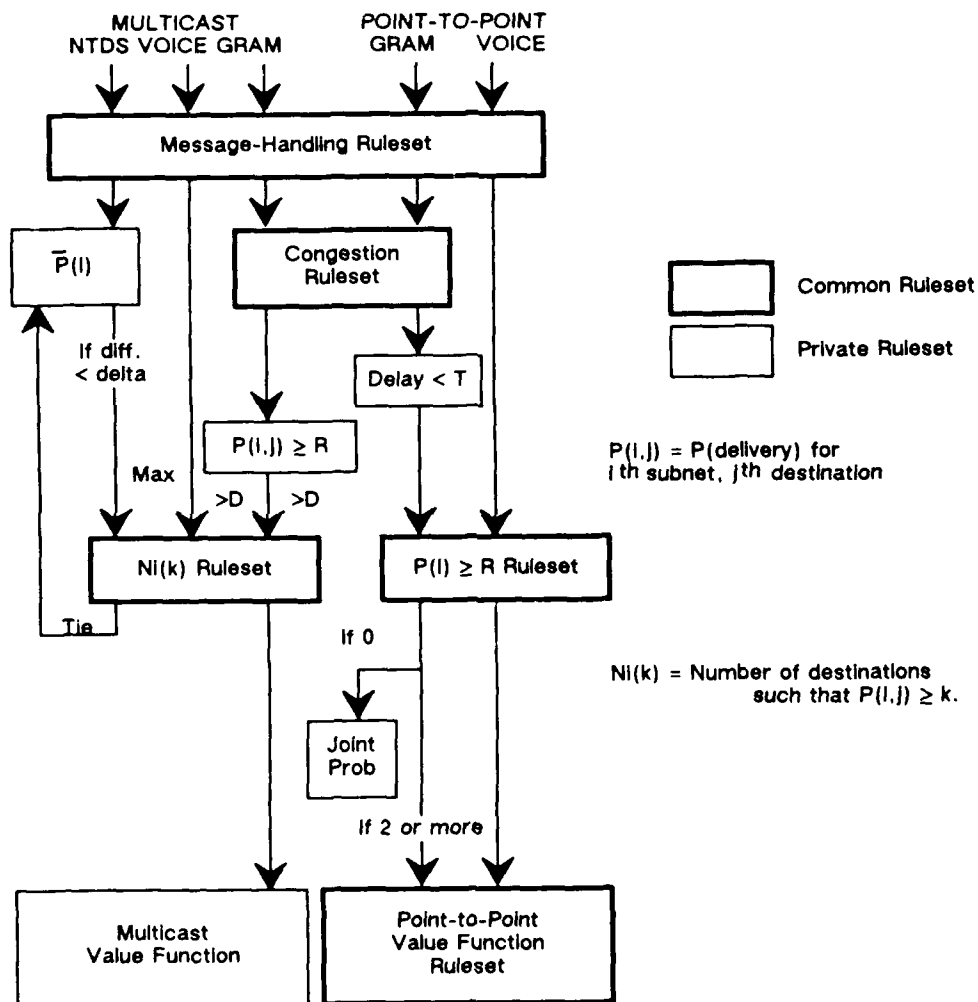 MULTICAST
NTDS VOICE GRAM
POINT-TO-POINT
GRAM VOICE
Message-Handling Ruleset
P̄(i)
Congestion
Ruleset
Common Ruleset
Private Ruleset
If diff.
< delta
Delay < T
P(i,j) ≥ R
P(i,j) = P(delivery) for
ith subnet, jth destination
Max
>D
>D
Ni(k) Ruleset
P(i) ≥ R Ruleset
Tie
If 0
Ni(k) = Number of destinations
such that P(i,j) ≥ k.
Joint
Prob
If 2 or more
Multicast
Value Function
Point-to-Point
Value Function
Ruleset